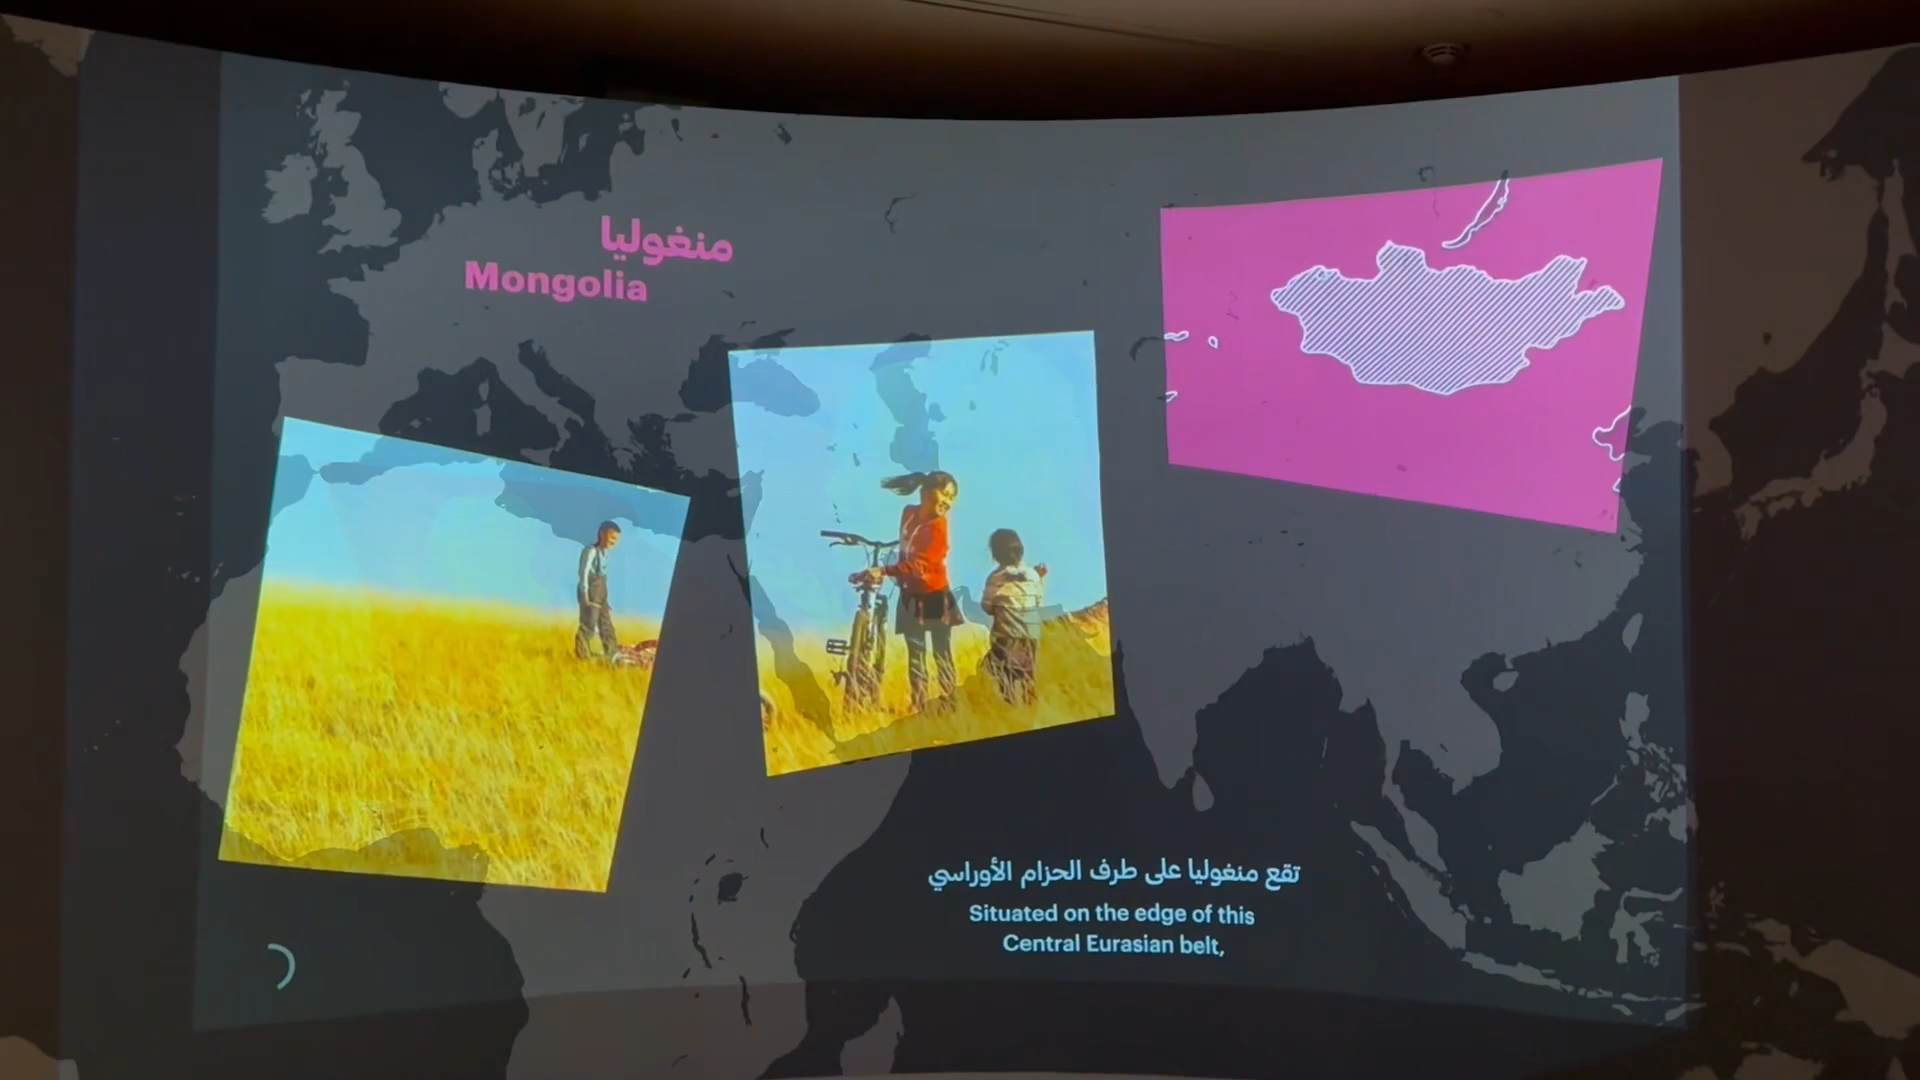 منغوليا
Mongolia
تقع منغوليا على طرف الحزام الأوراسي
Situated on the edge of this
Central Eurasian belt,